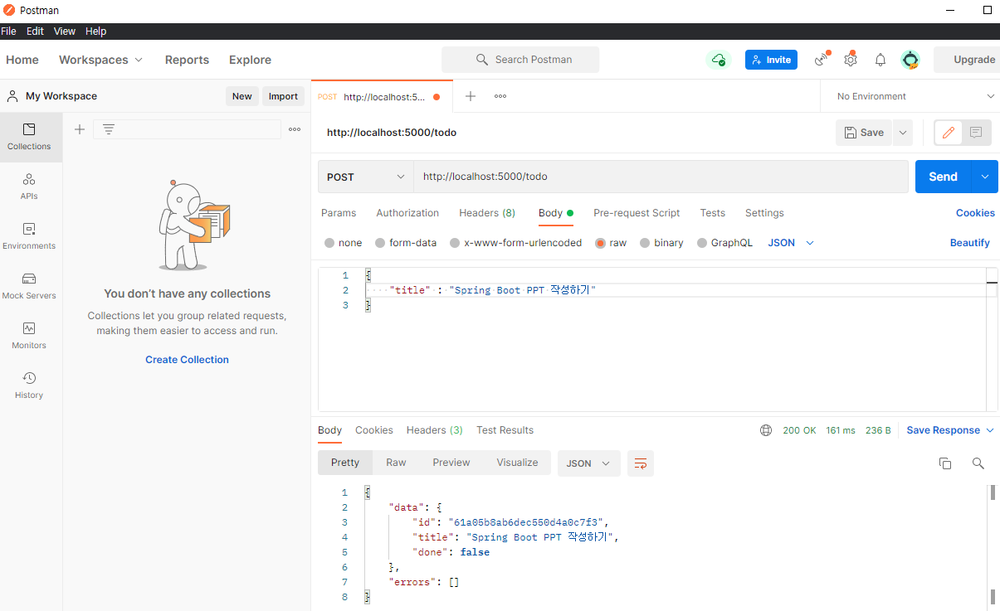 Postman
File Edit View Help
Home Workspaces Reports Explore Search Postman Invite Upgrade
My Workspace New Import
POST http://localhost:5... No Environment
Collections
APIs
Environments
Mock Servers
Monitors
History
You don't have any collections
Collections let you group related requests,
making them easier to access and run.
Create Collection
http://localhost:5000/todo Save
POST http://localhost:5000/todo Send
Params Authorization Headers (8) Body Pre-request Script Tests Settings Cookies
none form-data x-www-form-urlencoded raw binary GraphQL JSON Beautify
1 {
2 "title" : "Spring Boot PPT 작성하기"
3 }
Body Cookies Headers (3) Test Results 200 OK 161 ms 236 B Save Response
Pretty Raw Preview Visualize JSON
1 {
2 "data": {
3 "id": "61a05b8ab6dec550d4a0c7f3",
4 "title": "Spring Boot PPT 작성하기",
5 "done": false
6 },
7 "errors": []
8 }